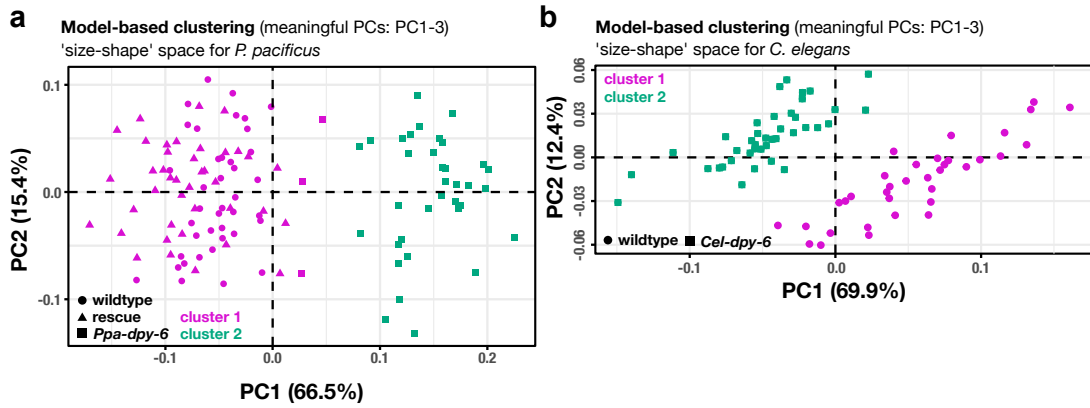 a
Model-based clustering (meaningful PCs: PC1-3)
'size-shape' space for P. pacificus
0.1
0.0
-0.1
PC2 (15.4%)
wildtype
rescue
Ppa-dpy-6
cluster 1
cluster 2
-0.1
0.0
0.1
0.2
PC1 (66.5%)
b
Model-based clustering (meaningful PCs: PC1-3)
'size-shape' space for C. elegans
cluster 1
cluster 2
0.06
0.03
0.00
-0.03
-0.06
PC2 (12.4%)
wildtype
Cel-dpy-6
-0.1
0.0
0.1
PC1 (69.9%)